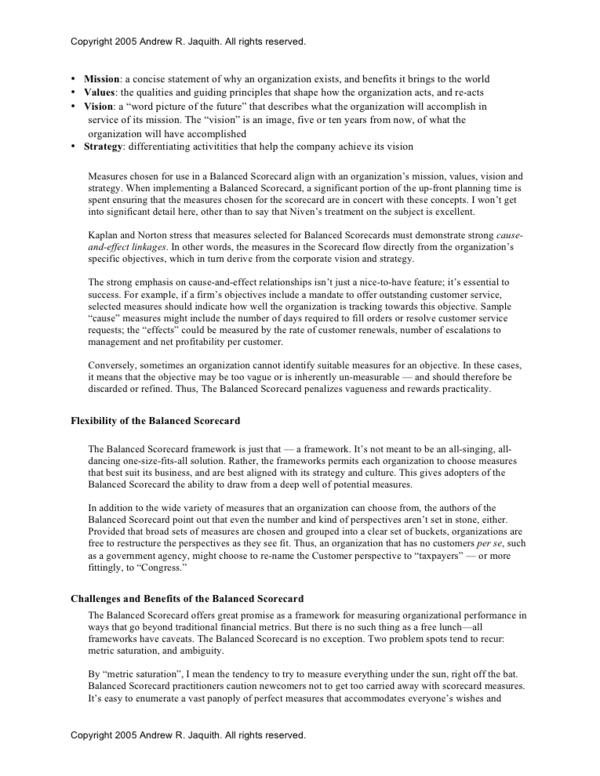 Copyright 2005 Andrew R. Jaquith. All rights reserved.
• Mission: a concise statement of why an organization exists, and benefits it brings to the world
• Values: the qualities and guiding principles that shape how the organization acts, and re-acts
• Vision: a “word picture of the future” that describes what the organization will accomplish in
service of its mission. The “vision” is an image, five or ten years from now, of what the
organization will have accomplished
• Strategy: differentiating activitities that help the company achieve its vision
Measures chosen for use in a Balanced Scorecard align with an organization’s mission, values, vision and
strategy. When implementing a Balanced Scorecard, a significant portion of the up-front planning time is
spent ensuring that the measures chosen for the scorecard are in concert with these concepts. I won’t get
into significant detail here, other than to say that Niven’s treatment on the subject is excellent.
Kaplan and Norton stress that measures selected for Balanced Scorecards must demonstrate strong cause-
and-effect linkages. In other words, the measures in the Scorecard flow directly from the organization’s
specific objectives, which in turn derive from the corporate vision and strategy.
The strong emphasis on cause-and-effect relationships isn’t just a nice-to-have feature; it’s essential to
success. For example, if a firm’s objectives include a mandate to offer outstanding customer service,
selected measures should indicate how well the organization is tracking towards this objective. Sample
“cause” measures might include the number of days required to fill orders or resolve customer service
requests; the “effects” could be measured by the rate of customer renewals, number of escalations to
management and net profitability per customer.
Conversely, sometimes an organization cannot identify suitable measures for an objective. In these cases,
it means that the objective may be too vague or is inherently un-measurable — and should therefore be
discarded or refined. Thus, The Balanced Scorecard penalizes vagueness and rewards practicality.
Flexibility of the Balanced Scorecard
The Balanced Scorecard framework is just that — a framework. It’s not meant to be an all-singing, all-
dancing one-size-fits-all solution. Rather, the frameworks permits each organization to choose measures
that best suit its business, and are best aligned with its strategy and culture. This gives adopters of the
Balanced Scorecard the ability to draw from a deep well of potential measures.
In addition to the wide variety of measures that an organization can choose from, the authors of the
Balanced Scorecard point out that even the number and kind of perspectives aren’t set in stone, either.
Provided that broad sets of measures are chosen and grouped into a clear set of buckets, organizations are
free to restructure the perspectives as they see fit. Thus, an organization that has no customers per se, such
as a government agency, might choose to re-name the Customer perspective to “taxpayers” — or more
fittingly, to “Congress.”
Challenges and Benefits of the Balanced Scorecard
The Balanced Scorecard offers great promise as a framework for measuring organizational performance in
ways that go beyond traditional financial metrics. But there is no such thing as a free lunch—all
frameworks have caveats. The Balanced Scorecard is no exception. Two problem spots tend to recur:
metric saturation, and ambiguity.
By “metric saturation”, I mean the tendency to try to measure everything under the sun, right off the bat.
Balanced Scorecard practitioners caution newcomers not to get too carried away with scorecard measures.
It’s easy to enumerate a vast panoply of perfect measures that accommodates everyone’s wishes and
Copyright 2005 Andrew R. Jaquith. All rights reserved.